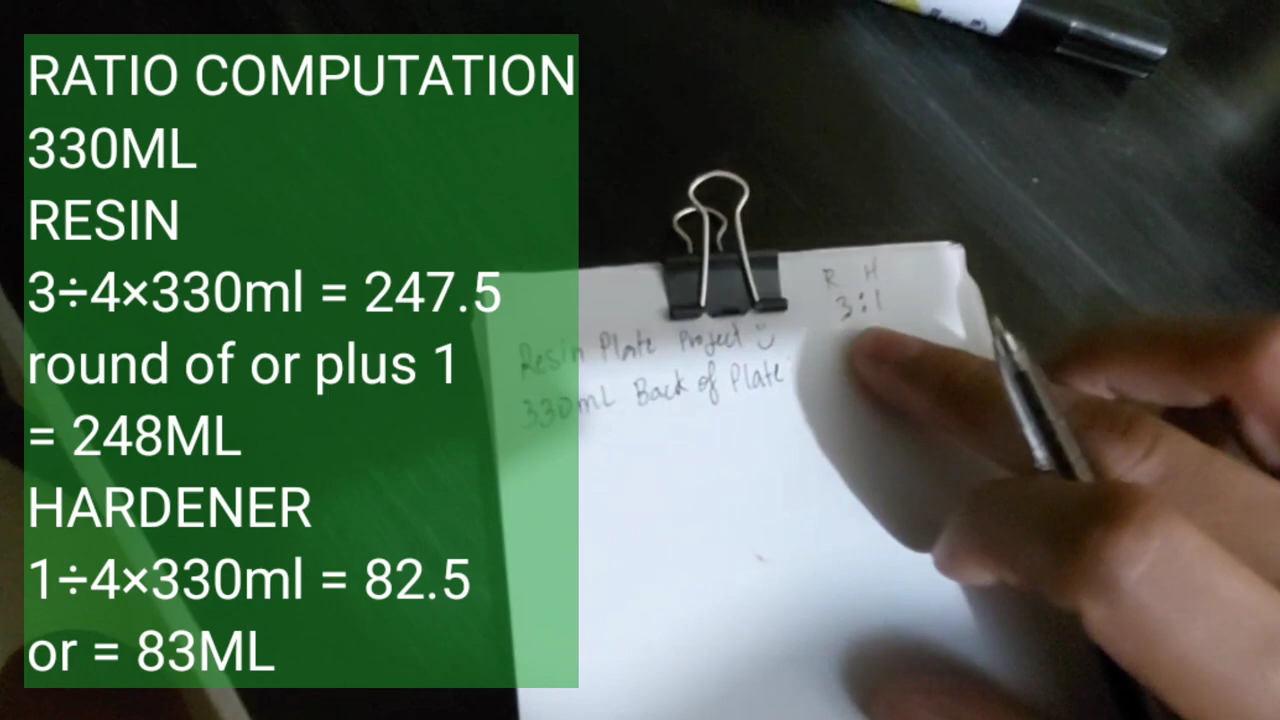 RATIO COMPUTATION
330ML
RESIN
3÷4×330ml = 247.5
round of or plus 1
= 248ML
HARDENER
1÷4×330ml = 82.5
or = 83ML
R H
3:1
Resin Plate Project
330mL Back of Plate